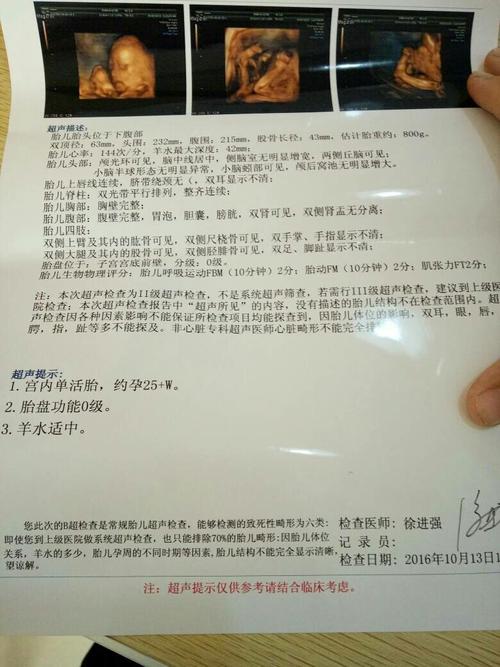 超声描述:
胎儿胎头位于下腹部
双顶径: 63mm, 头围: 232mm, 腹围: 215mm, 股骨长径: 43mm, 估计胎重约: 800g。
胎儿心率: 144次/分, 羊水最大深度: 42mm;
胎儿头部: 颅光环可见, 脑中线居中, 侧脑室无明显增宽, 两侧丘脑可见;
小脑半球形态无明显异常, 小脑蚓部可见, 颅后窝池无明显增大。
胎儿上唇线连续, 脐带绕颈无(, 双耳显示不清;
胎儿脊柱: 双光带平行排列, 整齐连续;
胎儿胸部: 胸壁完整;
胎儿腹部: 腹壁完整, 胃泡, 胆囊, 膀胱, 双肾可见, 双侧肾盂无分离;
胎儿四肢:
双侧上臂及其内的肱骨可见, 双侧尺桡骨可见, 双手掌、手指显示不清;
双侧大腿及其内的股骨可见, 双侧胫腓骨可见, 双足、脚趾显示不清;
胎盘位于: 子宫宫底前壁, 分级: 0级。
胎儿生物物理评分: 胎儿呼吸运动FBM (10分钟) 2分; 胎动FM (10分钟) 2分; 肌张力FT2分;
注: 本次超声检查为II级超声检查, 不是系统超声筛查, 若需行III级超声检查, 建议到上级医
院检查; 本次超声检查报告中“超声所见”的内容, 没有描述的胎儿结构不在检查范围内。超
声检查因各种因素影响不能保证所检查项目均能探查到, 因胎儿体位的影响, 双耳, 眼, 唇,
腭, 指, 趾等多不能探及。非心脏专科超声医师心脏畸形不能完全排
超声提示:
1. 宫内单活胎, 约孕25+W。
2. 胎盘功能0级。
3. 羊水适中。
您此次的B超检查是常规胎儿超声检查, 能够检测的致死性畸形为六类:
即使您到上级医院做系统超声检查, 也只能排除70%的胎儿畸形: 因胎儿体位
关系, 羊水的多少, 胎儿孕周的不同时期等因素, 胎儿结构不能完全显示清晰,
望谅解。
检查医师: 徐进强
记 录 员:
检查日期: 2016年10月13日1
注: 超声提示仅供参考请结合临床考虑。